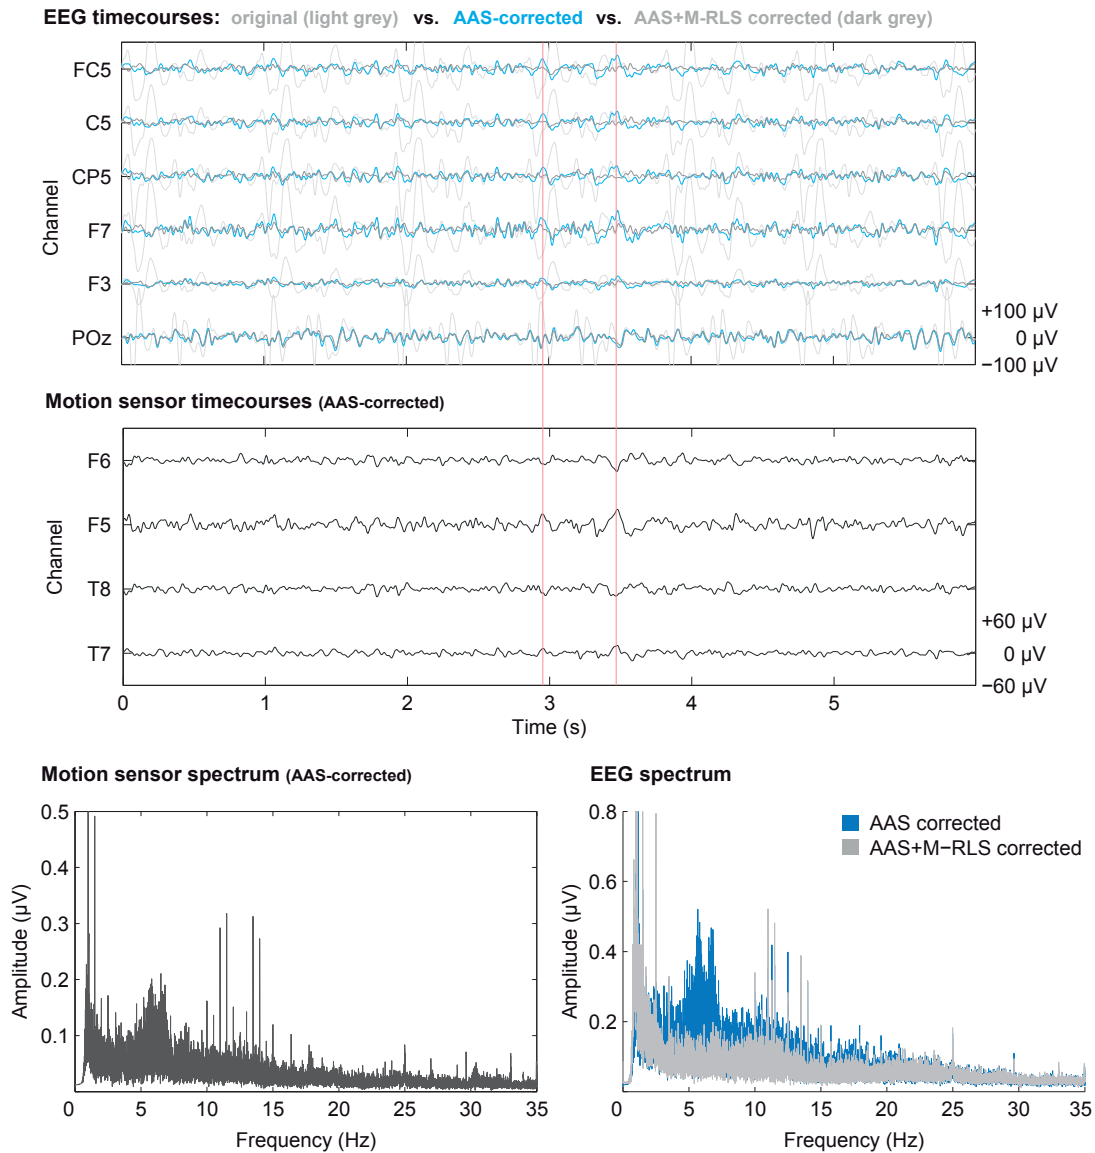 EEG timecourses: original (light grey) vs. AAS-corrected vs. AAS+M-RLS corrected (dark grey)
FC5
C5
CP5
F7
F3
POz
Channel
+100 μV
0 μV
−100 μV
Motion sensor timecourses (AAS-corrected)
F6
F5
T8
T7
Channel
+60 μV
0 μV
−60 μV
0 1 2 3 4 5
Time (s)
Motion sensor spectrum (AAS-corrected)
0.5
0.4
0.3
0.2
0.1
Amplitude (μV)
0 5 10 15 20 25 30 35
Frequency (Hz)
EEG spectrum
AAS corrected
AAS+M−RLS corrected
0.8
0.6
0.4
0.2
Amplitude (μV)
0 5 10 15 20 25 30 35
Frequency (Hz)